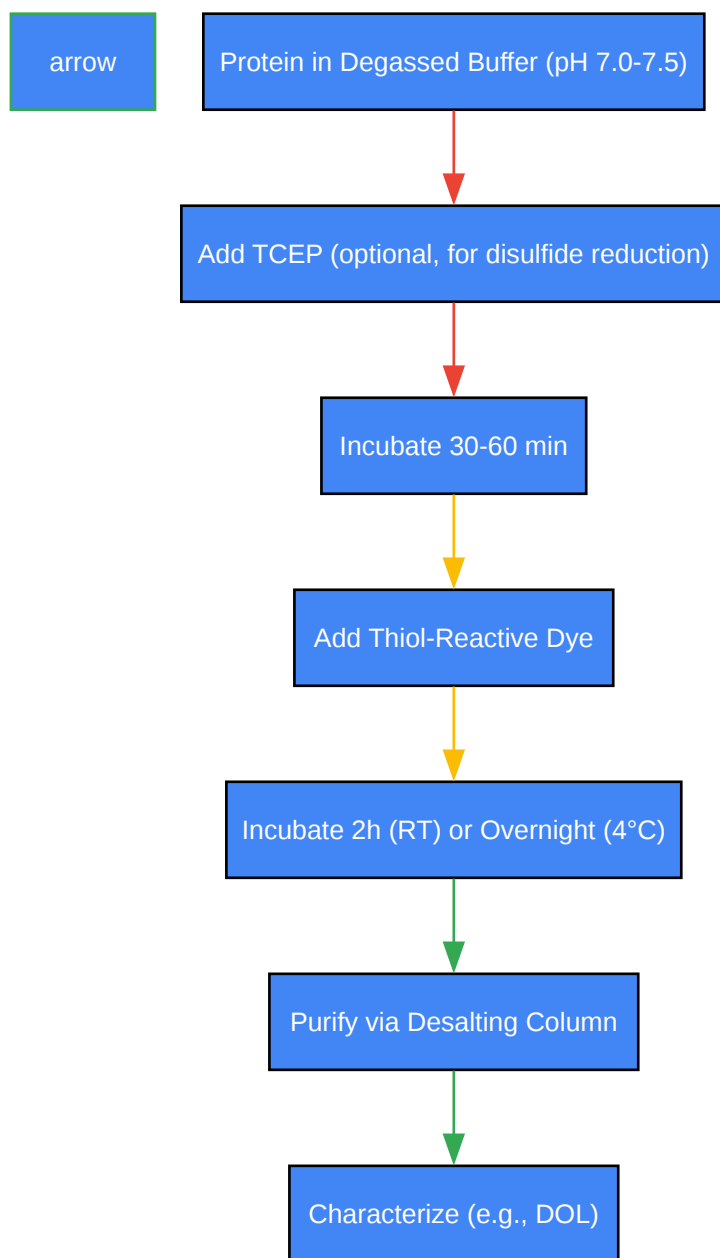 arrow
Protein in Degassed Buffer (pH 7.0-7.5)
Add TCEP (optional, for disulfide reduction)
Incubate 30-60 min
Add Thiol-Reactive Dye
Incubate 2h (RT) or Overnight (4°C)
Purify via Desalting Column
Characterize (e.g., DOL)